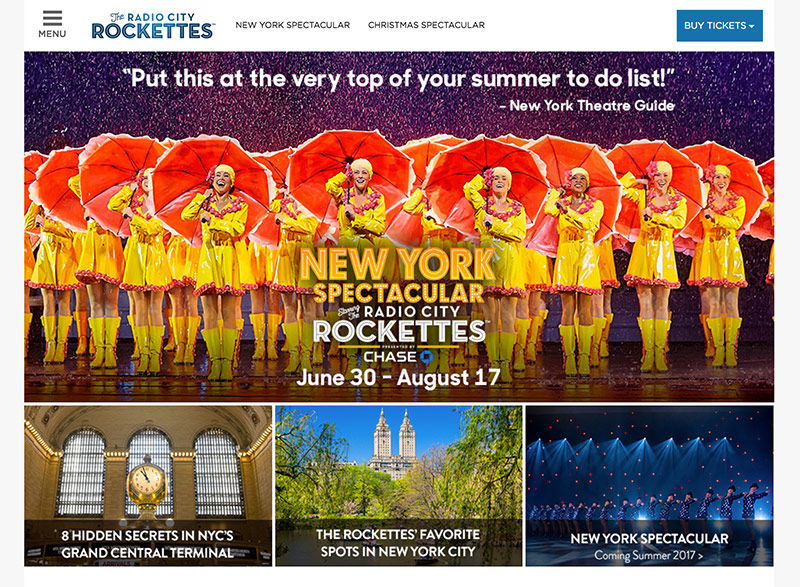 MENU
The RADIO CITY
ROCKETTES
NEW YORK SPECTACULAR
CHRISTMAS SPECTACULAR
BUY TICKETS
"Put this at the very top of your summer to do list!"
- New York Theatre Guide
NEW YORK
SPECTACULAR
Starring The RADIO CITY
ROCKETTES
PRESENTED BY
CHASE
June 30 - August 17
8 HIDDEN SECRETS IN NYC'S
GRAND CENTRAL TERMINAL
THE ROCKETTES' FAVORITE
SPOTS IN NEW YORK CITY
NEW YORK SPECTACULAR
Coming Summer 2017 >